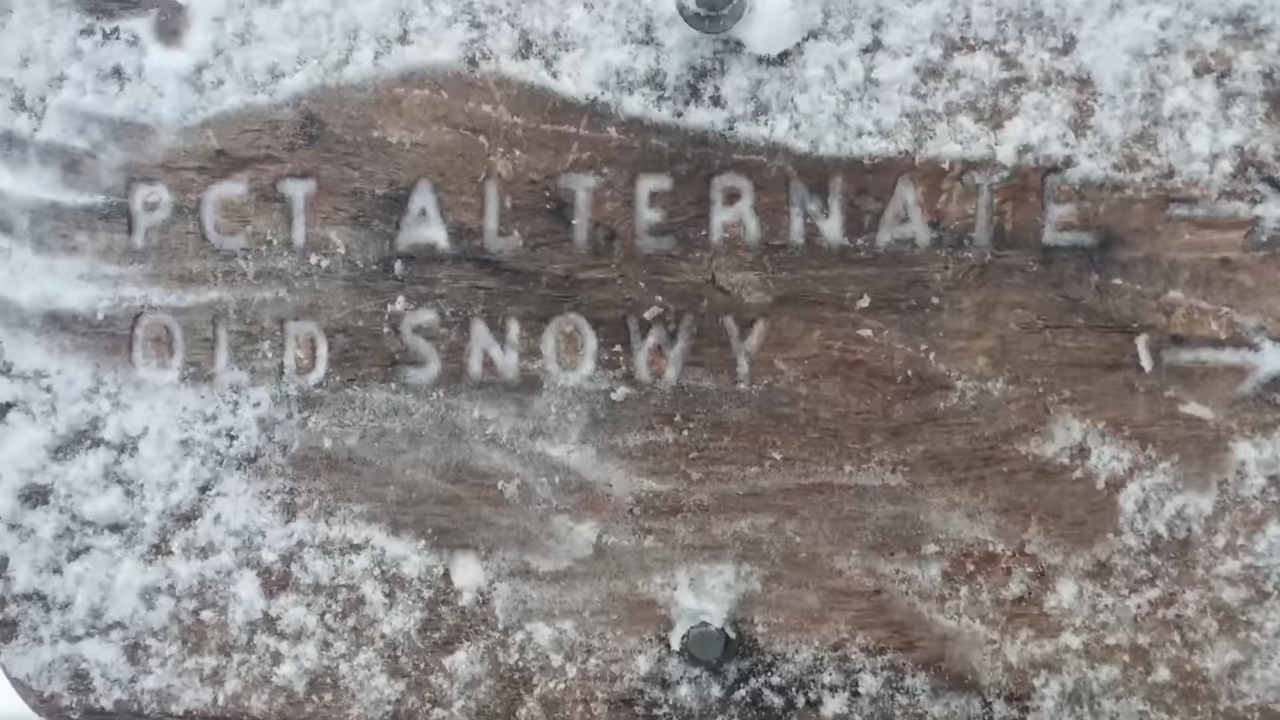 PCT ALTERNATE →
OLD SNOWY →